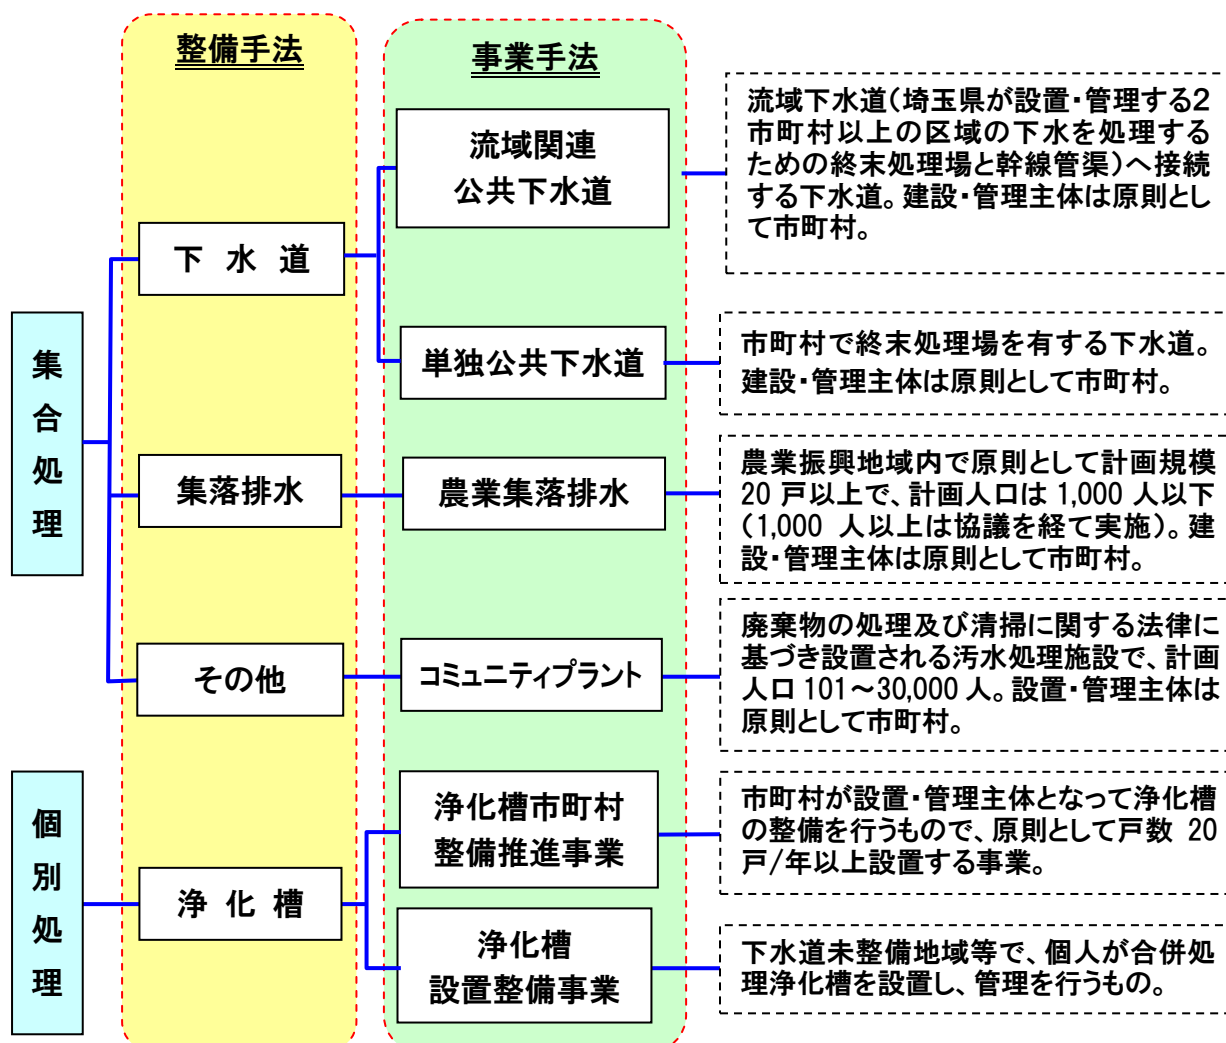 整備手法
事業手法
集合処理
下水道
流域関連
公共下水道
流域下水道(埼玉県が設置・管理する2
市町村以上の区域の下水を処理する
ための終末処理場と幹線管渠)へ接続
する下水道。建設・管理主体は原則とし
て市町村。
単独公共下水道
市町村で終末処理場を有する下水道。
建設・管理主体は原則として市町村。
集落排水
農業集落排水
農業振興地域内で原則として計画規模
20 戸以上で、計画人口は 1,000 人以下
(1,000 人以上は協議を経て実施)。建
設・管理主体は原則として市町村。
その他
コミュニティプラント
廃棄物の処理及び清掃に関する法律に
基づき設置される汚水処理施設で、計画
人口 101～30,000 人。設置・管理主体は
原則として市町村。
個別処理
浄化槽
浄化槽市町村
整備推進事業
市町村が設置・管理主体となって浄化槽
の整備を行うもので、原則として戸数 20
戸/年以上設置する事業。
浄化槽
設置整備事業
下水道未整備地域等で、個人が合併処
理浄化槽を設置し、管理を行うもの。